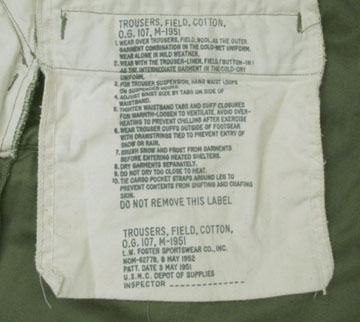 TROUSERS, FIELD, COTTON,
O.G. 107, M-1951
1. WEAR OVER TROUSERS, FIELD, WOOL, AS THE OUTER
GARMENT COMBINATION IN THE COLD-WET UNIFORM.
WEAR ALONE IN MILD WEATHER.
2. WEAR WITH THE TROUSER-LINER, FIELD (BUTTON-IN)
AS THE INTERMEDIATE GARMENT IN THE COLD-DRY
UNIFORM.
3. FOR TROUSER SUSPENSION, HANG WAIST LOOPS
ON SUSPENDER HOOKS.
4. ADJUST WAIST SIZE BY TABS ON SIDE OF
WAISTBAND.
5. TIGHTEN WAISTBAND TABS AND CUFF CLOSURES
FOR WARMTH-LOOSEN TO VENTILATE, AVOID OVER-
HEATING TO PREVENT CHILLING AFTER EXERCISE
6. WEAR TROUSER CUFFS OUTSIDE OF FOOTGEAR
WITH DRAWSTRINGS TIED TO PREVENT ENTRY OF
SNOW OR RAIN.
7. BRUSH SNOW AND FROST FROM GARMENTS
BEFORE ENTERING HEATED SHELTERS.
8. DRY GARMENTS SEPARATELY.
9. DO NOT DRY TOO CLOSE TO HEAT.
10. TIE CARGO POCKET STRAPS AROUND LEG TO
PREVENT CONTENTS FROM SHIFTING AND CHAFING
SKIN.
DO NOT REMOVE THIS LABEL
TROUSERS, FIELD, COTTON,
O.G. 107, M-1951
L.W. FOSTER SPORTSWEAR CO., INC.
NOM-62778, 8 MAY 1952
PATT. DATE 3 MAY 1951
U.S.M.C. DEPOT OF SUPPLIES
INSPECTOR